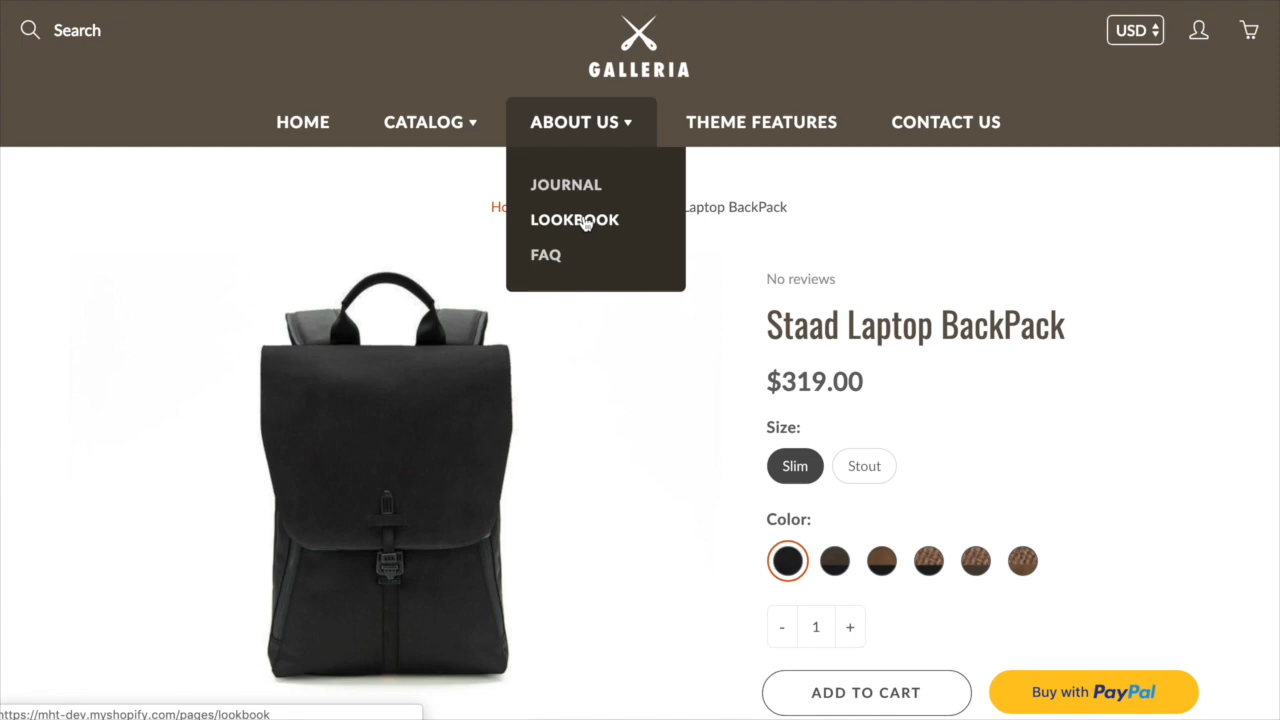 Search
GALLERIA
USD
HOME
CATALOG
ABOUT US
THEME FEATURES
CONTACT US
JOURNAL
LOOKBOOK
FAQ
Laptop BackPack
No reviews
Staad Laptop BackPack
$319.00
Size:
Slim
Stout
Color:
- 1 +
ADD TO CART
Buy with PayPal
https://mht-dev.myshopify.com/pages/lookbook